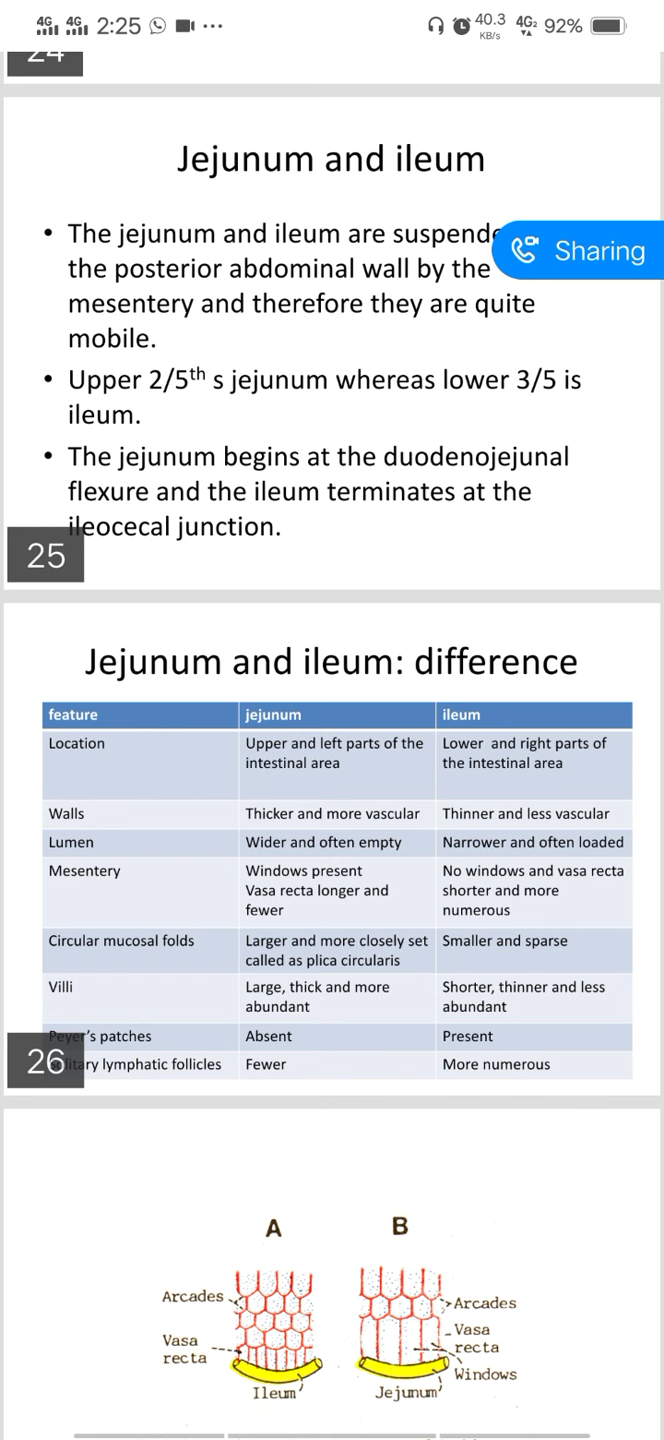 4G 4G 2:25 ... 40.3 KB/s 4G2 92%
24
Jejunum and ileum
• The jejunum and ileum are suspende
Sharing
the posterior abdominal wall by the
mesentery and therefore they are quite
mobile.
• Upper 2/5th s jejunum whereas lower 3/5 is
ileum.
• The jejunum begins at the duodenojejunal
flexure and the ileum terminates at the
ileocecal junction.
25
Jejunum and ileum: difference
feature jejunum ileum
Location Upper and left parts of the Lower and right parts of
intestinal area the intestinal area
Walls Thicker and more vascular Thinner and less vascular
Lumen Wider and often empty Narrower and often loaded
Mesentery Windows present No windows and vasa recta
Vasa recta longer and shorter and more
fewer numerous
Circular mucosal folds Larger and more closely set Smaller and sparse
called as plica circularis
Villi Large, thick and more Shorter, thinner and less
abundant abundant
Peyer's patches Absent Present
26 lymphatic follicles Fewer More numerous
A B
Arcades Arcades
Vasa Vasa
recta recta
Windows
Ileum Jejunum